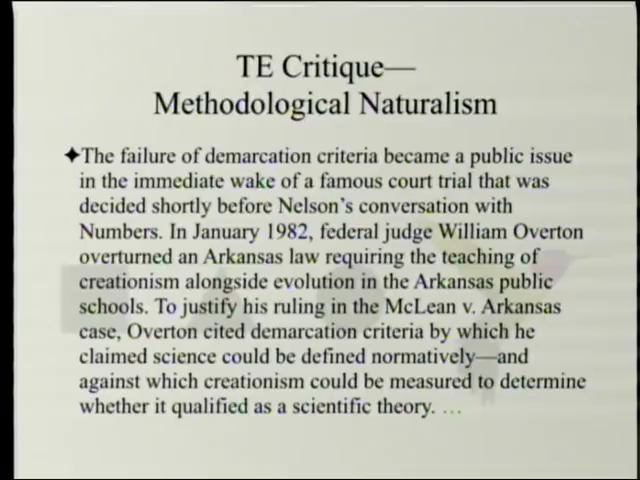 TE Critique—
Methodological Naturalism
✦The failure of demarcation criteria became a public issue
in the immediate wake of a famous court trial that was
decided shortly before Nelson's conversation with
Numbers. In January 1982, federal judge William Overton
overturned an Arkansas law requiring the teaching of
creationism alongside evolution in the Arkansas public
schools. To justify his ruling in the McLean v. Arkansas
case, Overton cited demarcation criteria by which he
claimed science could be defined normatively—and
against which creationism could be measured to determine
whether it qualified as a scientific theory. …